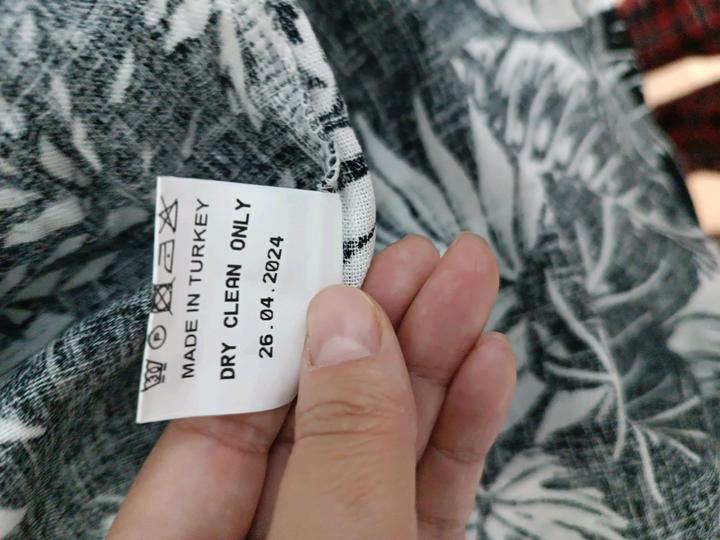 MADE IN TURKEY
DRY CLEAN ONLY
26.04.2024